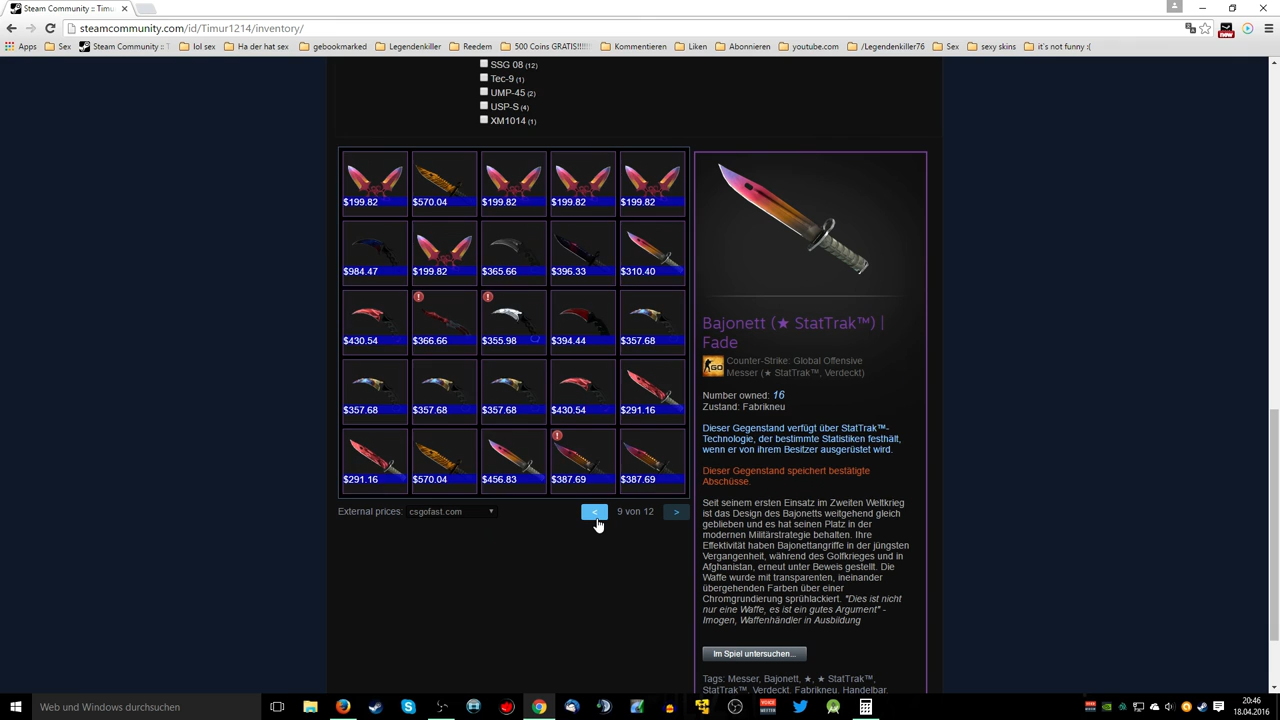 Steam Community :: Timu
steamcommunity.com/id/Timur1214/inventory/
Apps
Sex
Steam Community :: T
lol sex
Ha der hat sex
gebookmarked
Legendenkiller
Reedem
500 Coins GRATIS!!!!!
Kommentieren
Liken
Abonnieren
youtube.com
/Legendenkiller76
Sex
sexy skins
it´s not funny :(
SSG 08 (12)
Tec-9 (1)
UMP-45 (2)
USP-S (4)
XM1014 (1)
$199.82 $570.04 $199.82 $199.82 $199.82
$984.47 $199.82 $365.66 $396.33 $310.40
$430.54 $366.66 $355.98 $394.44 $357.68
$357.68 $357.68 $357.68 $430.54 $291.16
$291.16 $570.04 $456.83 $387.69 $387.69
External prices: csgofast.com
< 9 von 12 >
Bajonett (★ StatTrak™) |
Fade
Counter-Strike: Global Offensive
Messer (★ StatTrak™, Verdeckt)
Number owned: 16
Zustand: Fabrikneu
Dieser Gegenstand verfügt über StatTrak™-
Technologie, der bestimmte Statistiken festhält,
wenn er von ihrem Besitzer ausgerüstet wird.
Dieser Gegenstand speichert bestätigte
Abschüsse.
Seit seinem ersten Einsatz im Zweiten Weltkrieg
ist das Design des Bajonetts weitgehend gleich
geblieben und es hat seinen Platz in der
modernen Militärstrategie behalten. Ihre
Effektivität haben Bajonettangriffe in der jüngsten
Vergangenheit, während des Golfkrieges und in
Afghanistan, erneut unter Beweis gestellt. Die
Waffe wurde mit transparenten, ineinander
übergehenden Farben über einer
Chromgrundierung sprühlackiert. "Dies ist nicht
nur eine Waffe, es ist ein gutes Argument" -
Imogen, Waffenhändler in Ausbildung
Im Spiel untersuchen...
Tags: Messer, Bajonett, ★, ★ StatTrak™,
StatTrak™, Verdeckt, Fabrikneu, Handelbar,
Web und Windows durchsuchen
20:46
18.04.2016